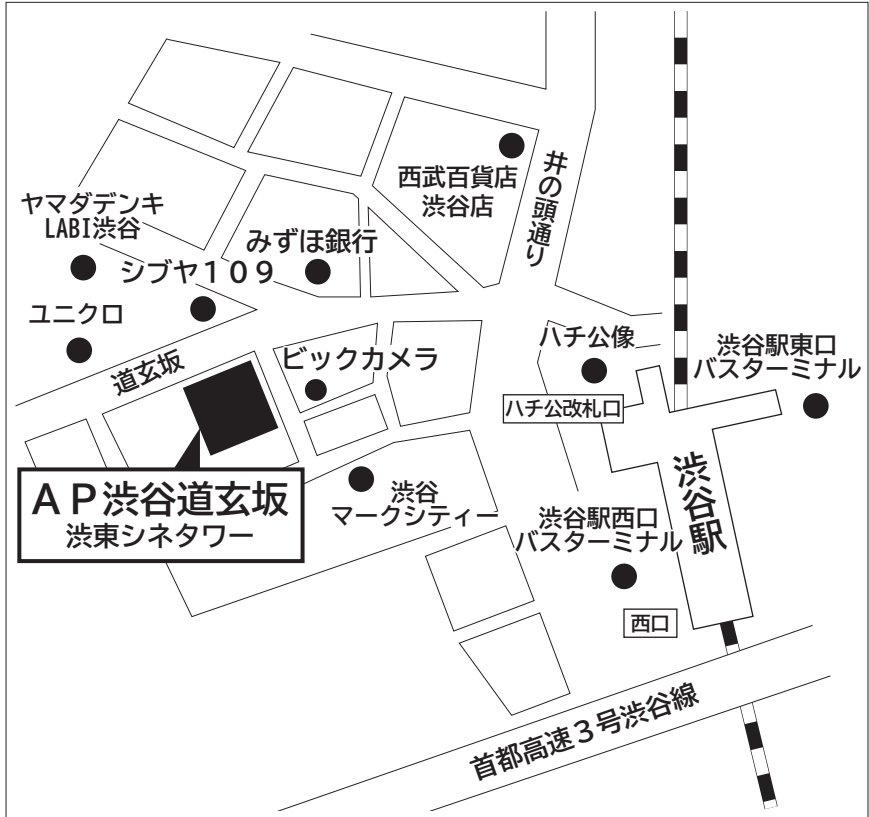 井の頭通り
西武百貨店
渋谷店
ヤマダデンキ
LABI渋谷
みずほ銀行
シブヤ１０９
ユニクロ
道玄坂
ビックカメラ
ハチ公像
渋谷駅東口
バスターミナル
ハチ公改札口
ＡＰ渋谷道玄坂
渋東シネタワー
渋谷
マークシティー
渋谷駅西口
バスターミナル
渋谷駅
西口
首都高速３号渋谷線